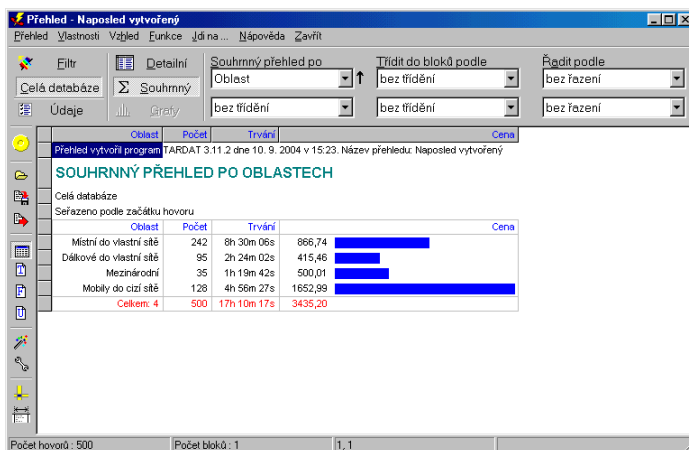 Přehled - Naposled vytvořený
Přehled Vlastnosti Vzhled Funkce Jdi na ... Nápověda Zavřít
Filtr Detailní Souhrnný přehled po Třídit do bloků podle Řadit podle
Celá databáze Σ Souhrnný Oblast bez třídění bez řazení
Údaje Grafy bez třídění bez třídění bez řazení
Oblast Počet Trvání Cena
Přehled vytvořil program TARDAT 3.11.2 dne 10. 9. 2004 v 15:23. Název přehledu: Naposled vytvořený
SOUHRNNÝ PŘEHLED PO OBLASTECH
Celá databáze
Seřazeno podle začátku hovoru
Oblast Počet Trvání Cena
Místní do vlastní sítě 242 8h 30m 06s 866,74
Dálkové do vlastní sítě 95 2h 24m 02s 415,46
Mezinárodní 35 1h 19m 42s 500,01
Mobily do cizí sítě 128 4h 56m 27s 1652,99
Celkem: 4 500 17h 10m 17s 3435,20
Počet hovorů : 500 Počet bloků : 1 1, 1